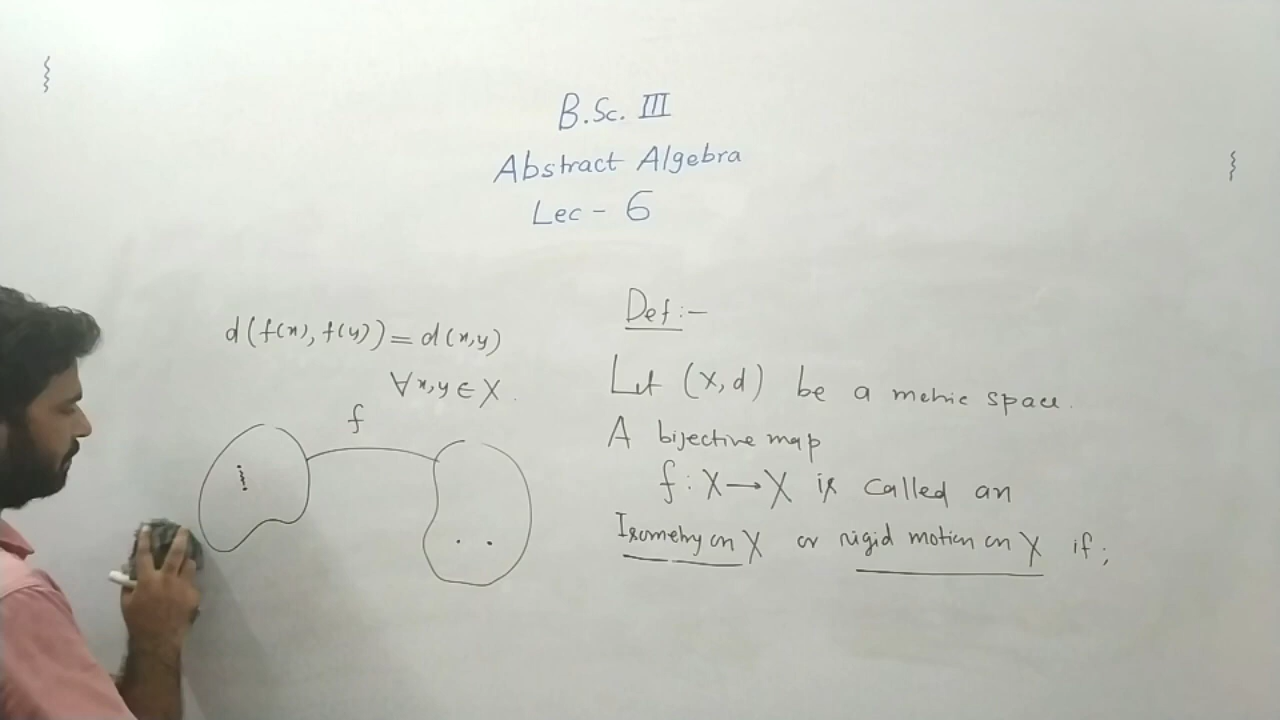 B.Sc. III
Abstract Algebra
Lec - 6
d(f(x), f(y)) = d(x,y)
∀x,y ∈ X.
f
Def:-
Let (X,d) be a metric space.
A bijective map
f: X→X is called an
Isometry on X or rigid motion on X if;